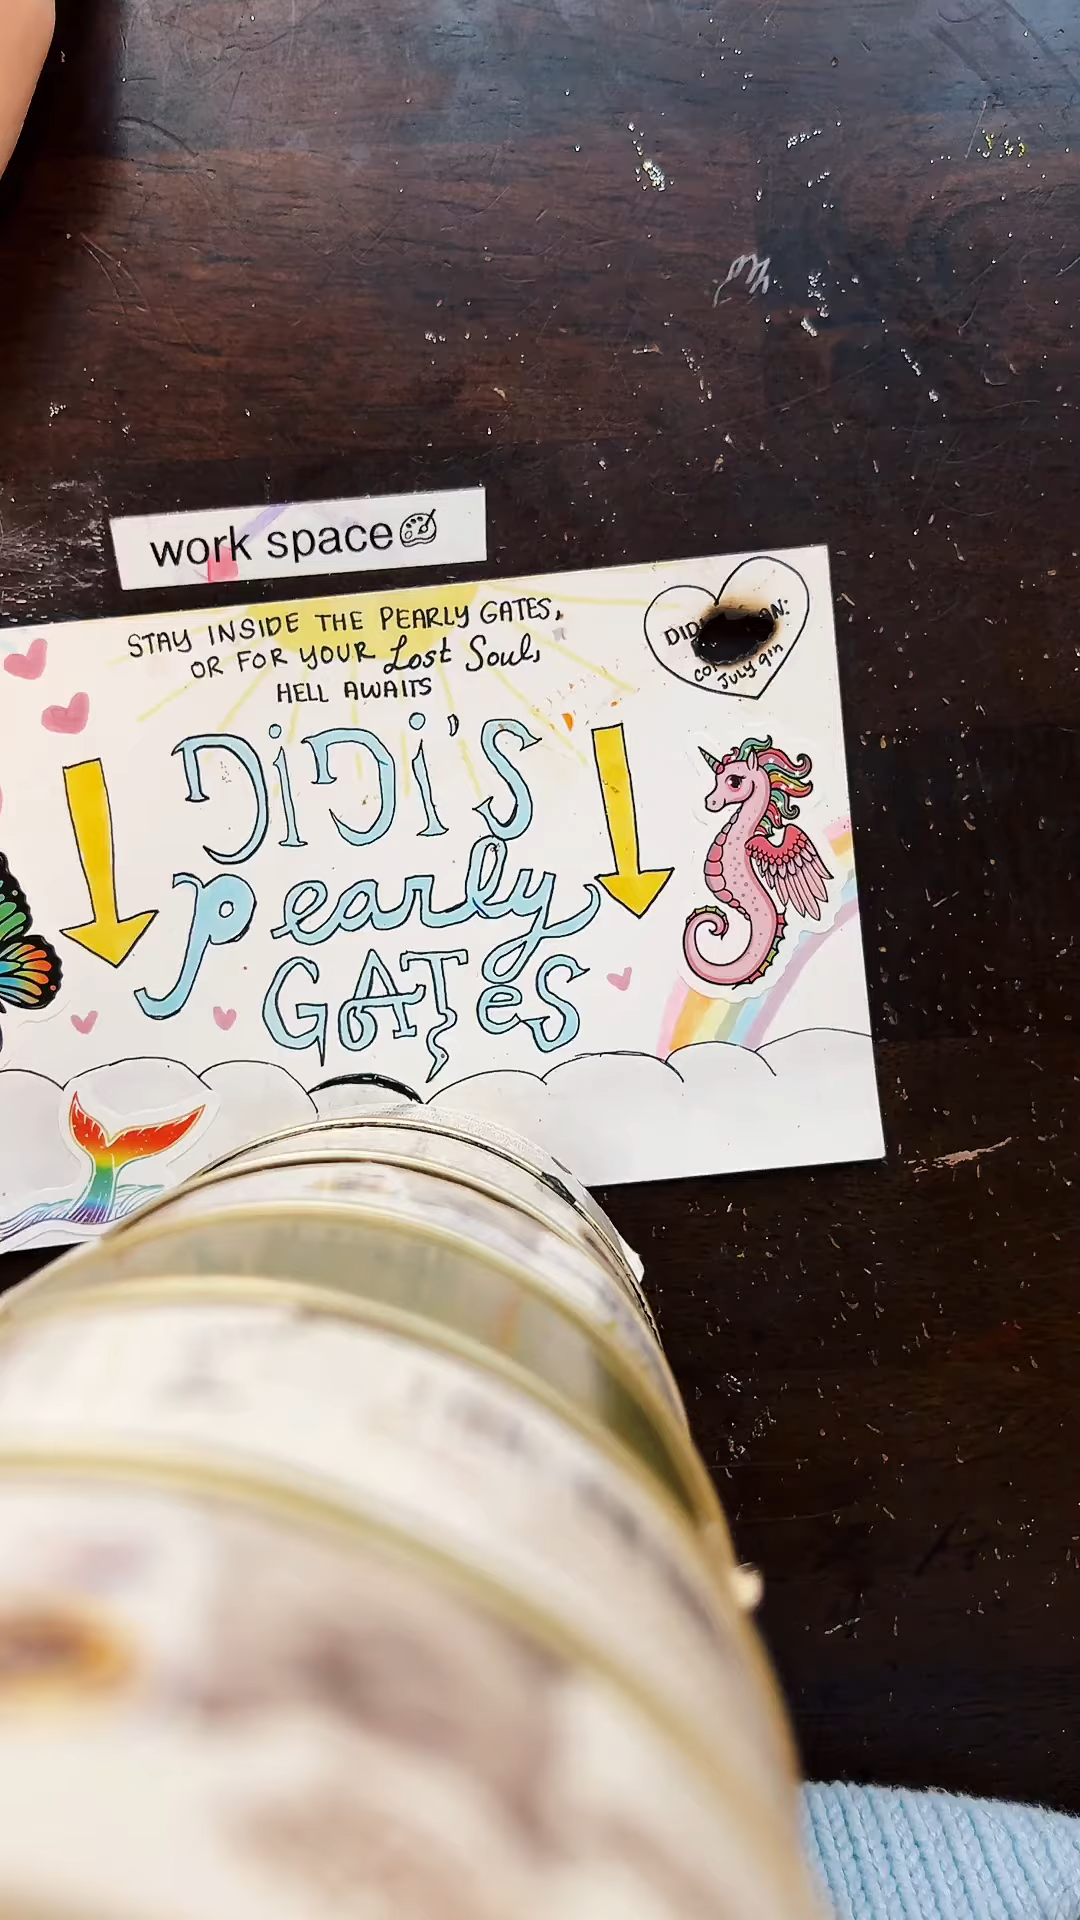 work space
STAY INSIDE THE PEARLY GATES,
OR FOR YOUR Lost Soul,
HELL AWAITS
DiDi's
Pearly
GATeS
JULY 9TH